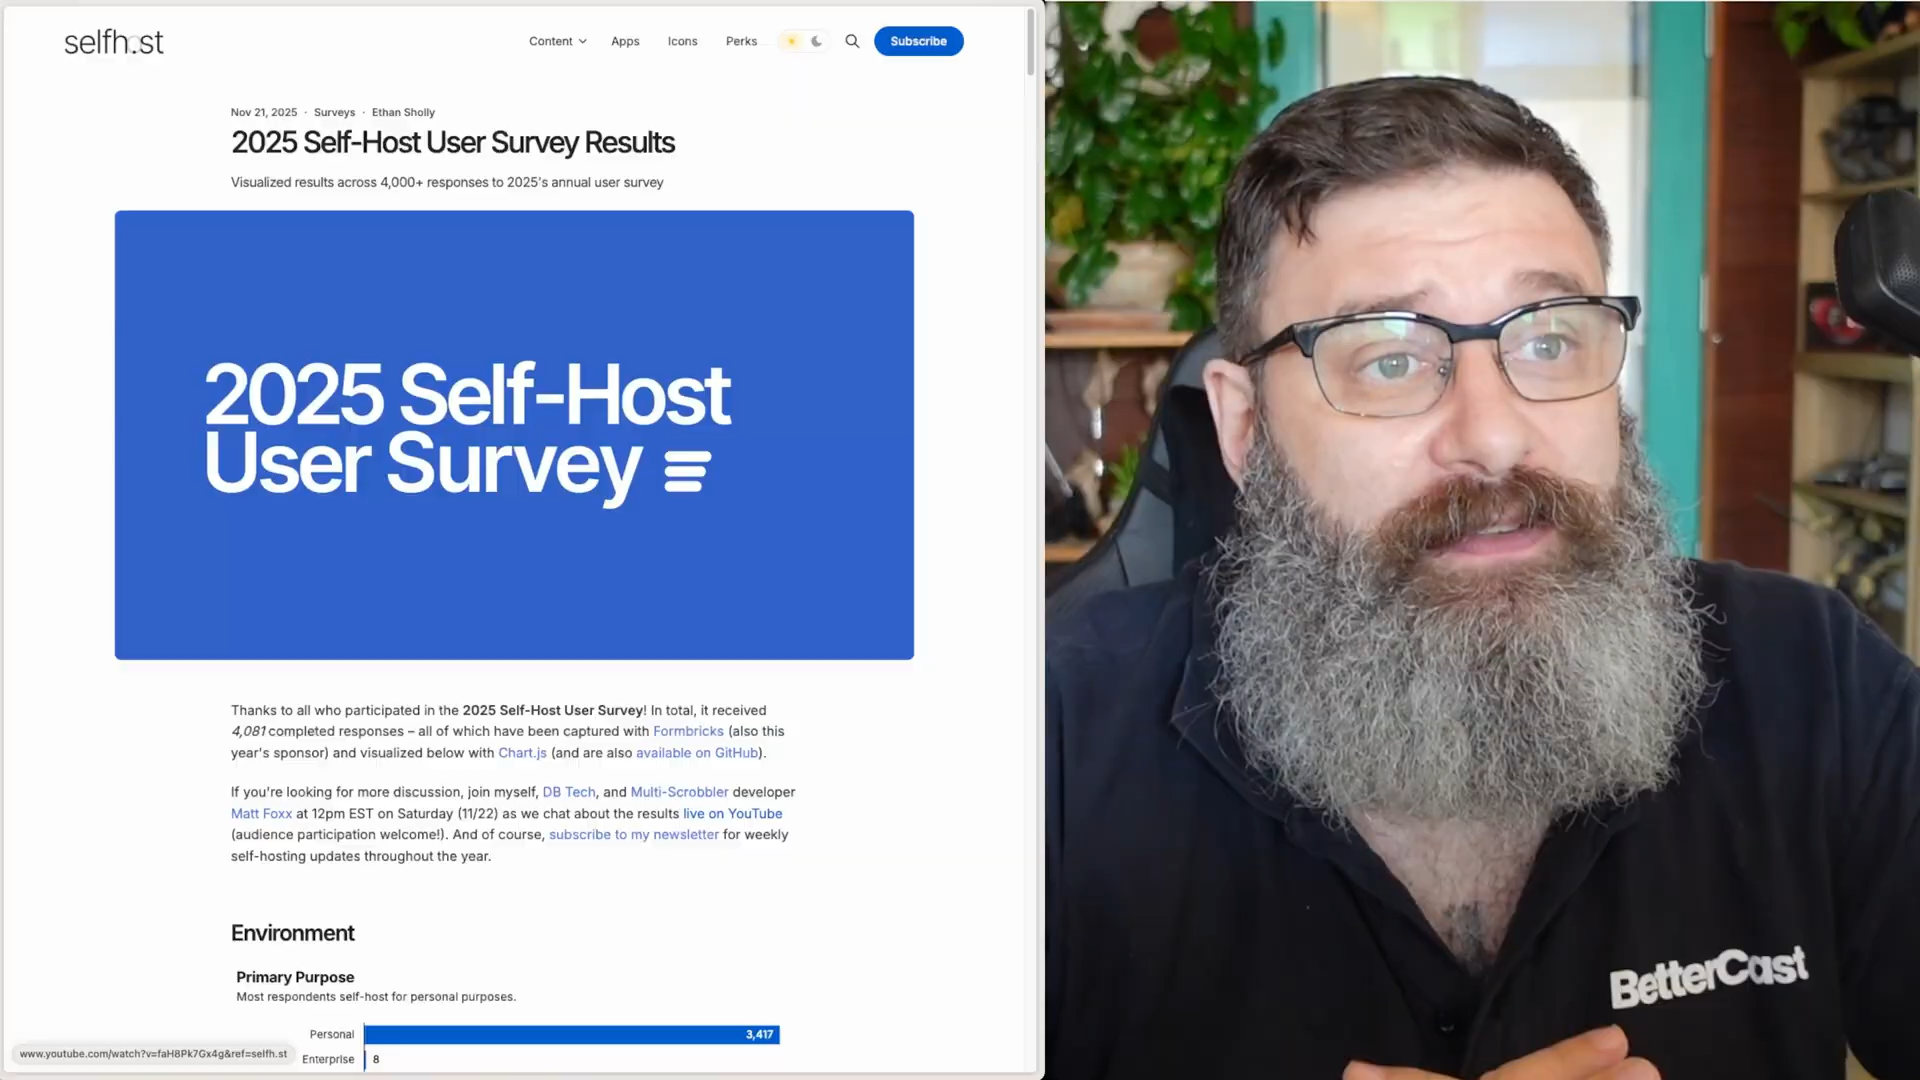 selfh.st
Content Apps Icons Perks Subscribe
Nov 21, 2025 · Surveys · Ethan Sholly
2025 Self-Host User Survey Results
Visualized results across 4,000+ responses to 2025's annual user survey
2025 Self-Host
User Survey
Thanks to all who participated in the 2025 Self-Host User Survey! In total, it received
4,081 completed responses – all of which have been captured with Formbricks (also this
year's sponsor) and visualized below with Chart.js (and are also available on GitHub).
If you're looking for more discussion, join myself, DB Tech, and Multi-Scrobbler developer
Matt Foxx at 12pm EST on Saturday (11/22) as we chat about the results live on YouTube
(audience participation welcome!). And of course, subscribe to my newsletter for weekly
self-hosting updates throughout the year.
Environment
Primary Purpose
Most respondents self-host for personal purposes.
Personal 3,417
www.youtube.com/watch?v=faH8Pk7Gx4g&ref=selfh.st
Enterprise 8
BetterCast